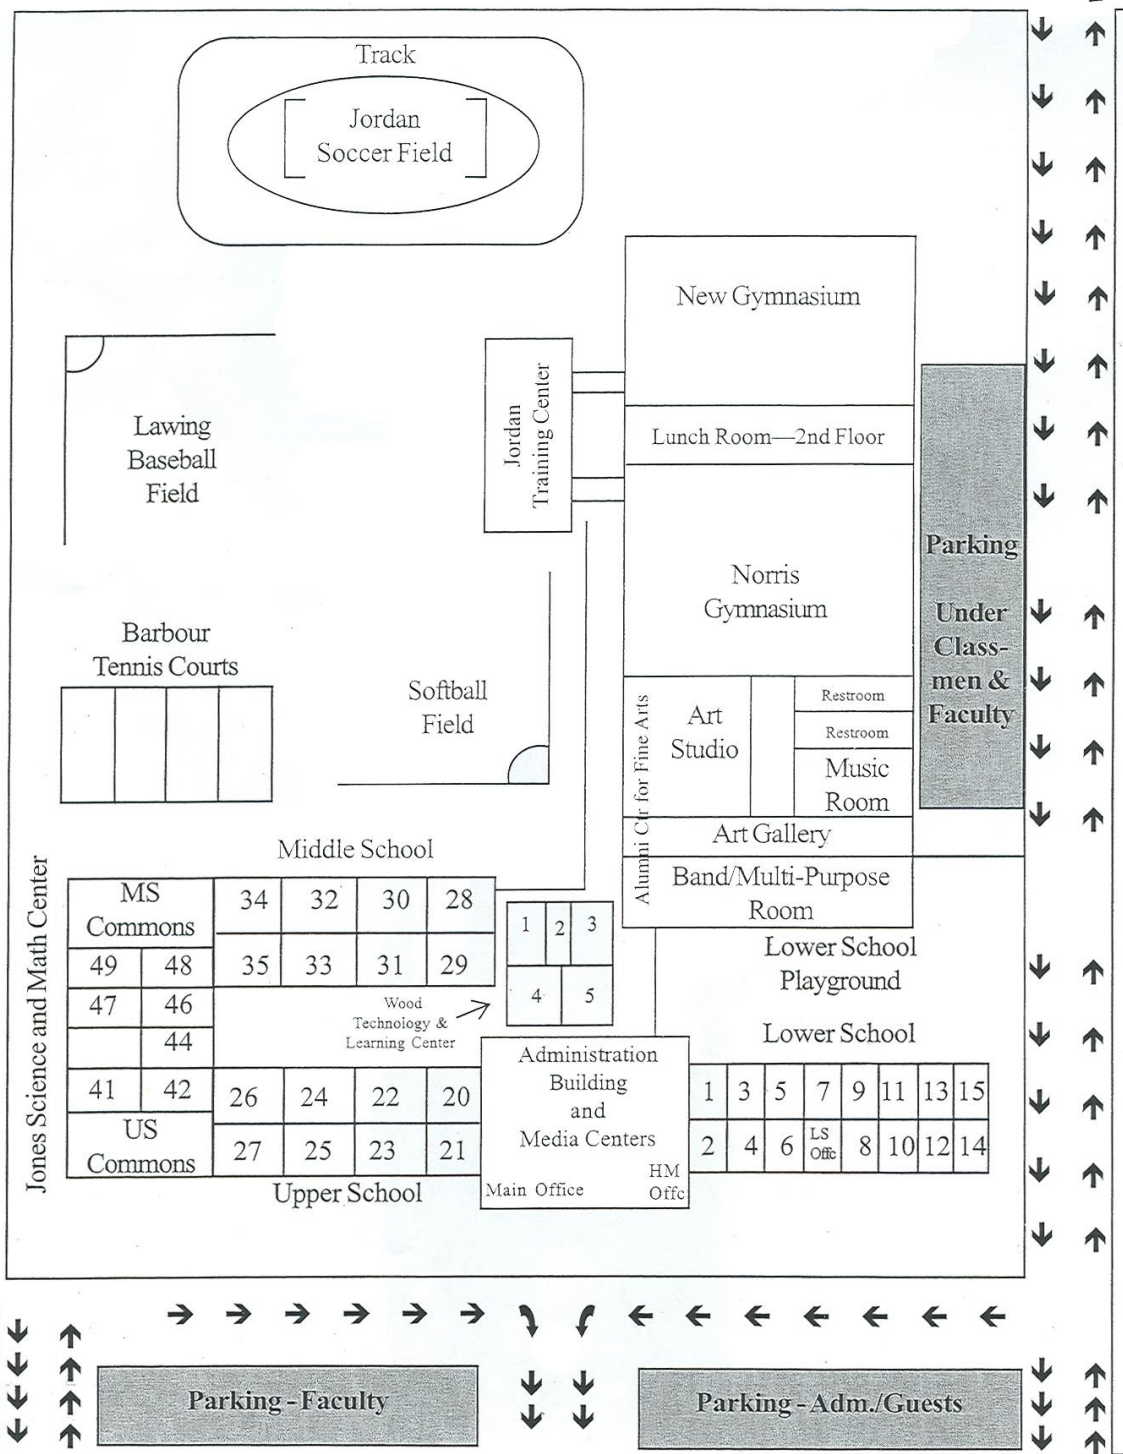 Track
Jordan
Soccer Field
New Gymnasium
Jordan
Training Center
Lunch Room—2nd Floor
Lawing
Baseball
Field
Norris
Gymnasium
Parking
Under
Class-
men &
Faculty
Barbour
Tennis Courts
Softball
Field
Alumni Ctr for Fine Arts
Art
Studio
Restroom
Restroom
Music
Room
Art Gallery
Band/Multi-Purpose
Room
Middle School
Jones Science and Math Center
MS
Commons
34 32 30 28
35 33 31 29
49 48
47 46
44
41 42
US
Commons
26 24 22 20
27 25 23 21
Upper School
1 2 3
4 5
Wood
Technology &
Learning Center
Lower School
Playground
Lower School
Administration
Building
and
Media Centers
Main Office
HM
Offc
1 3 5 7 9 11 13 15
2 4 6 LS
Offc 8 10 12 14
Parking - Faculty
Parking - Adm./Guests